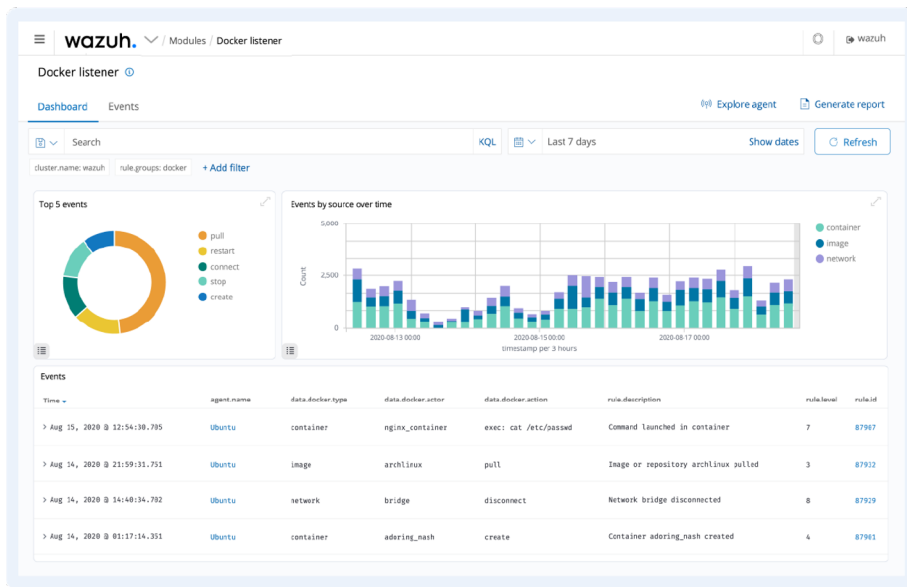 wazuh. / Modules / Docker listener wazuh
Docker listener
Dashboard Events Explore agent Generate report
Search KQL Last 7 days Show dates Refresh
cluster.name: wazuh rule.groups: docker + Add filter
Top 5 events
pull
restart
connect
stop
create
Events by source over time
Count
5,000
2,500
0
2020-08-13 00:00 2020-08-15 00:00 2020-08-17 00:00
timestamp per 3 hours
container
image
network
Events
Time agent.name data.docker.type data.docker.actor data.docker.action rule.description rule.level rule.id
> Aug 15, 2020 @ 12:54:30.705 Ubuntu container nginx_container exec: cat /etc/passwd Command launched in container 7 87907
> Aug 14, 2020 @ 21:59:31.751 Ubuntu image archlinux pull Image or repository archlinux pulled 3 87932
> Aug 14, 2020 @ 14:40:34.702 Ubuntu network bridge disconnect Network bridge disconnected 8 87929
> Aug 14, 2020 @ 01:17:14.351 Ubuntu container adoring_nash create Container adoring_nash created 4 87901